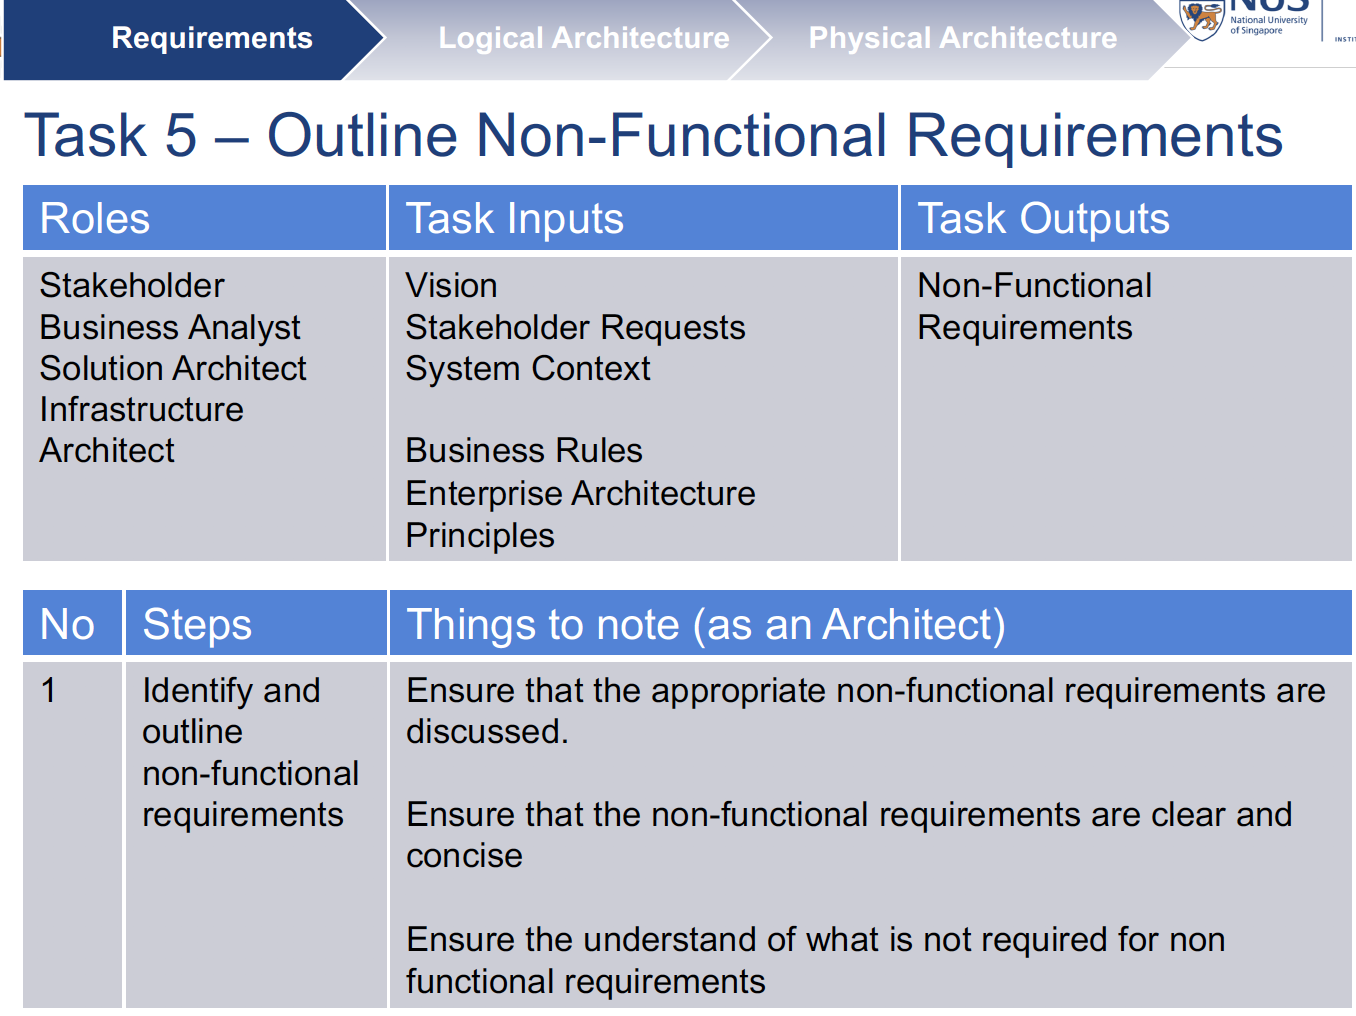 Requirements
Logical Architecture
Physical Architecture
NUS
National University
of Singapore
Task 5 – Outline Non-Functional Requirements
Roles
Task Inputs
Task Outputs
Stakeholder
Business Analyst
Solution Architect
Infrastructure
Architect
Vision
Stakeholder Requests
System Context
Business Rules
Enterprise Architecture
Principles
Non-Functional
Requirements
No
Steps
Things to note (as an Architect)
1
Identify and
outline
non-functional
requirements
Ensure that the appropriate non-functional requirements are
discussed.
Ensure that the non-functional requirements are clear and
concise
Ensure the understand of what is not required for non
functional requirements